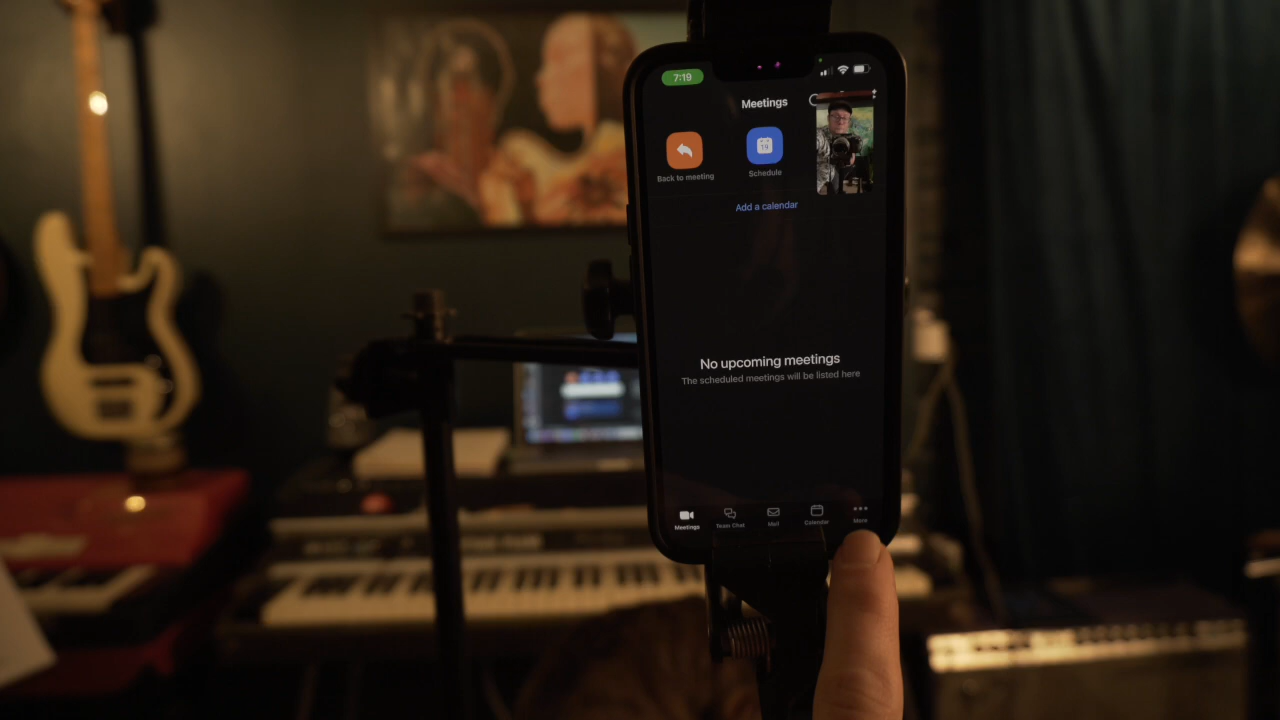 7:19
Meetings
19
Back to meeting
Schedule
Add a calendar
No upcoming meetings
The scheduled meetings will be listed here
Meetings
Team Chat
Mail
Calendar
More